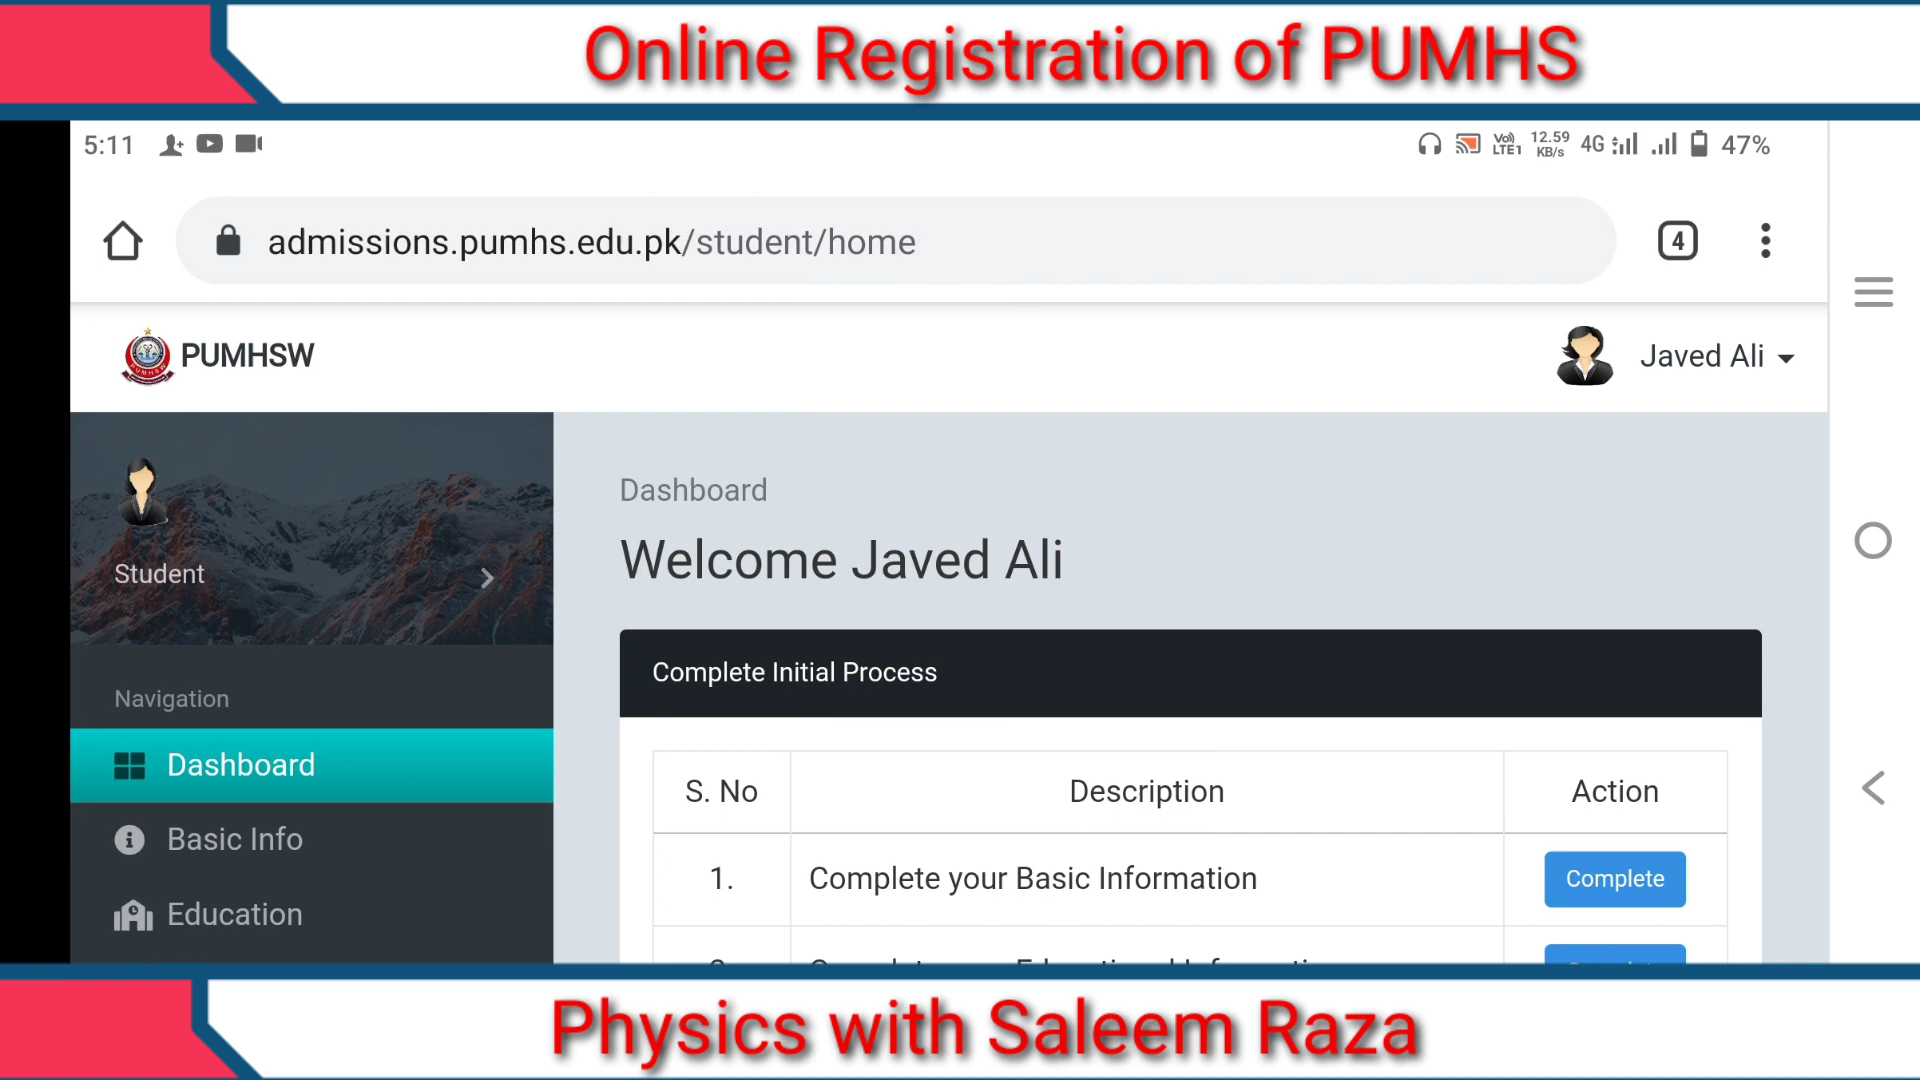 Online Registration of PUMHS
5:11
Vo)) LTE1 12.59 KB/s 4G 47%
admissions.pumhs.edu.pk/student/home
4
PUMHSW
Javed Ali
Student
Dashboard
Welcome Javed Ali
Complete Initial Process
Navigation
Dashboard
Basic Info
Education
S. No Description Action
1. Complete your Basic Information Complete
Physics with Saleem Raza